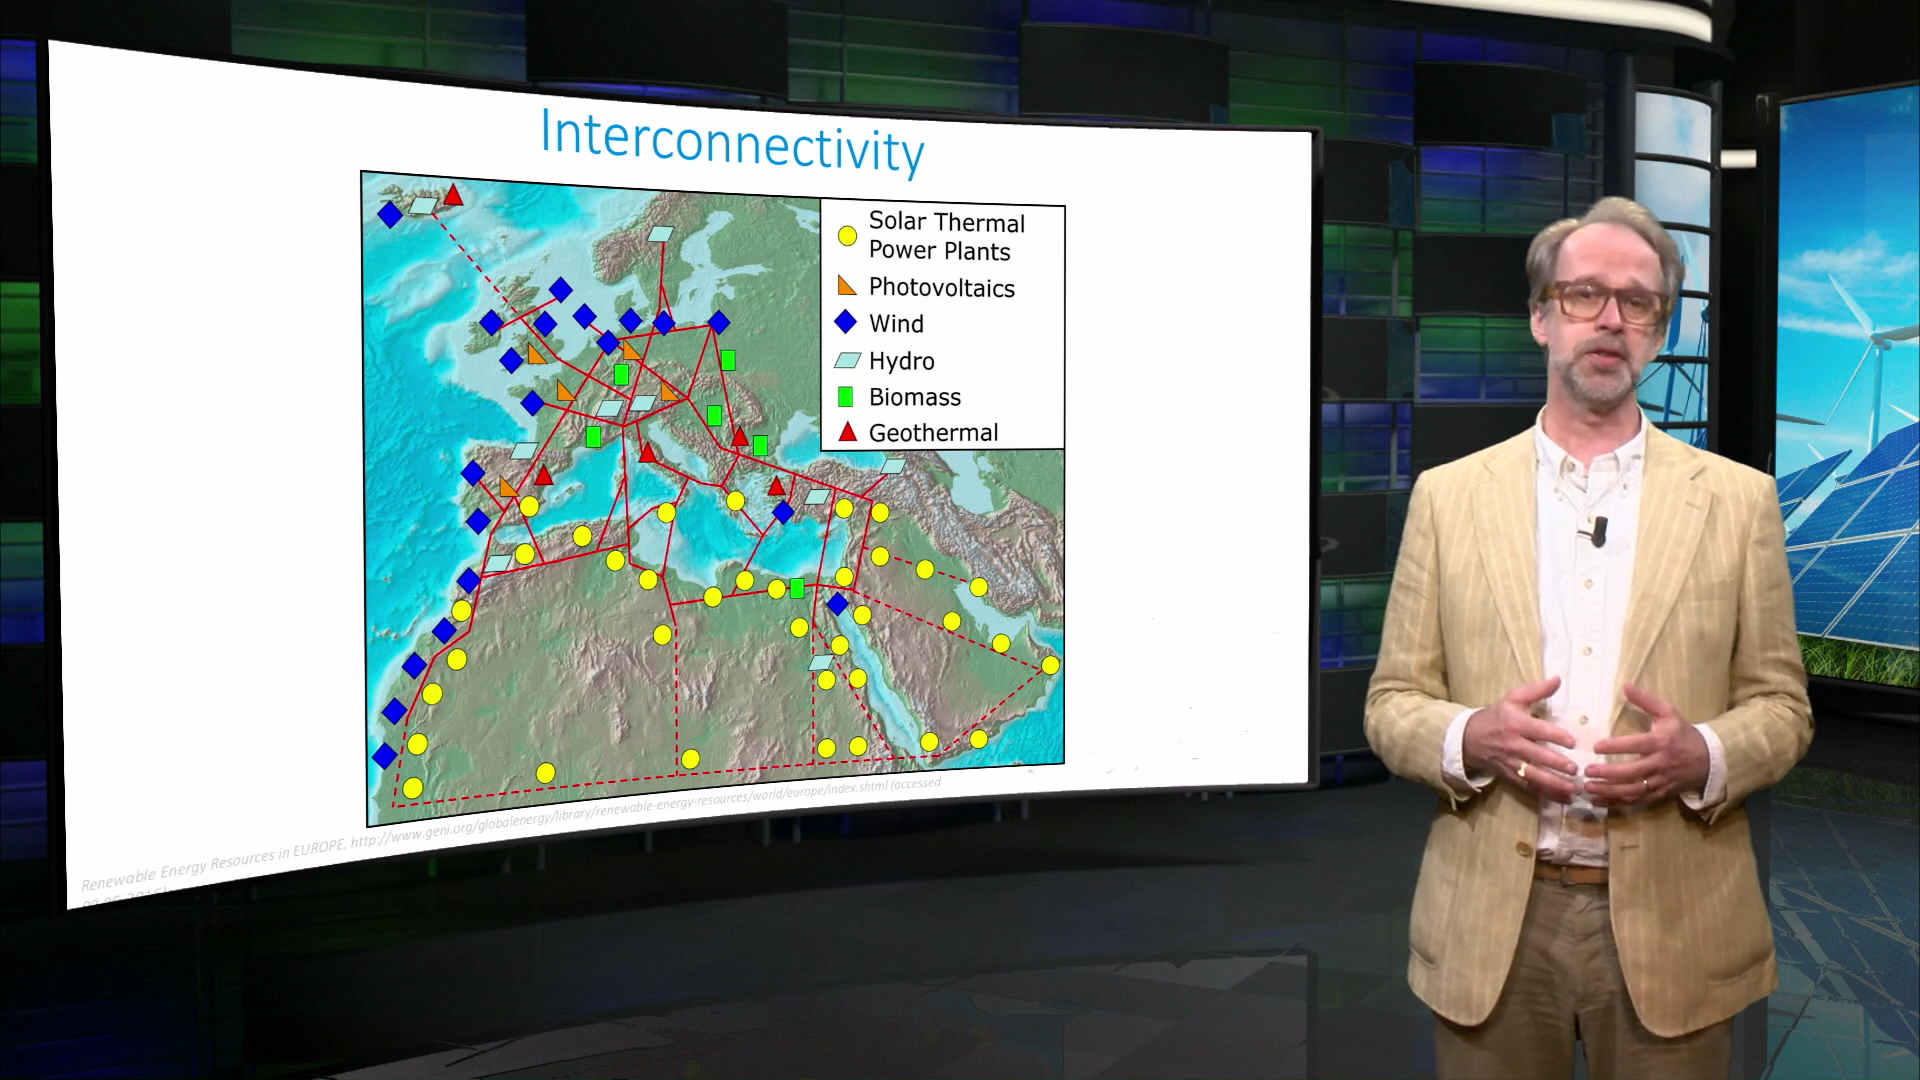 Interconnectivity
Solar Thermal
Power Plants
Photovoltaics
Wind
Hydro
Biomass
Geothermal
Renewable Energy Resources in EUROPE. http://www.geni.org/globalenergy/library/renewable-energy-resources/world/europe/index.shtml (accessed